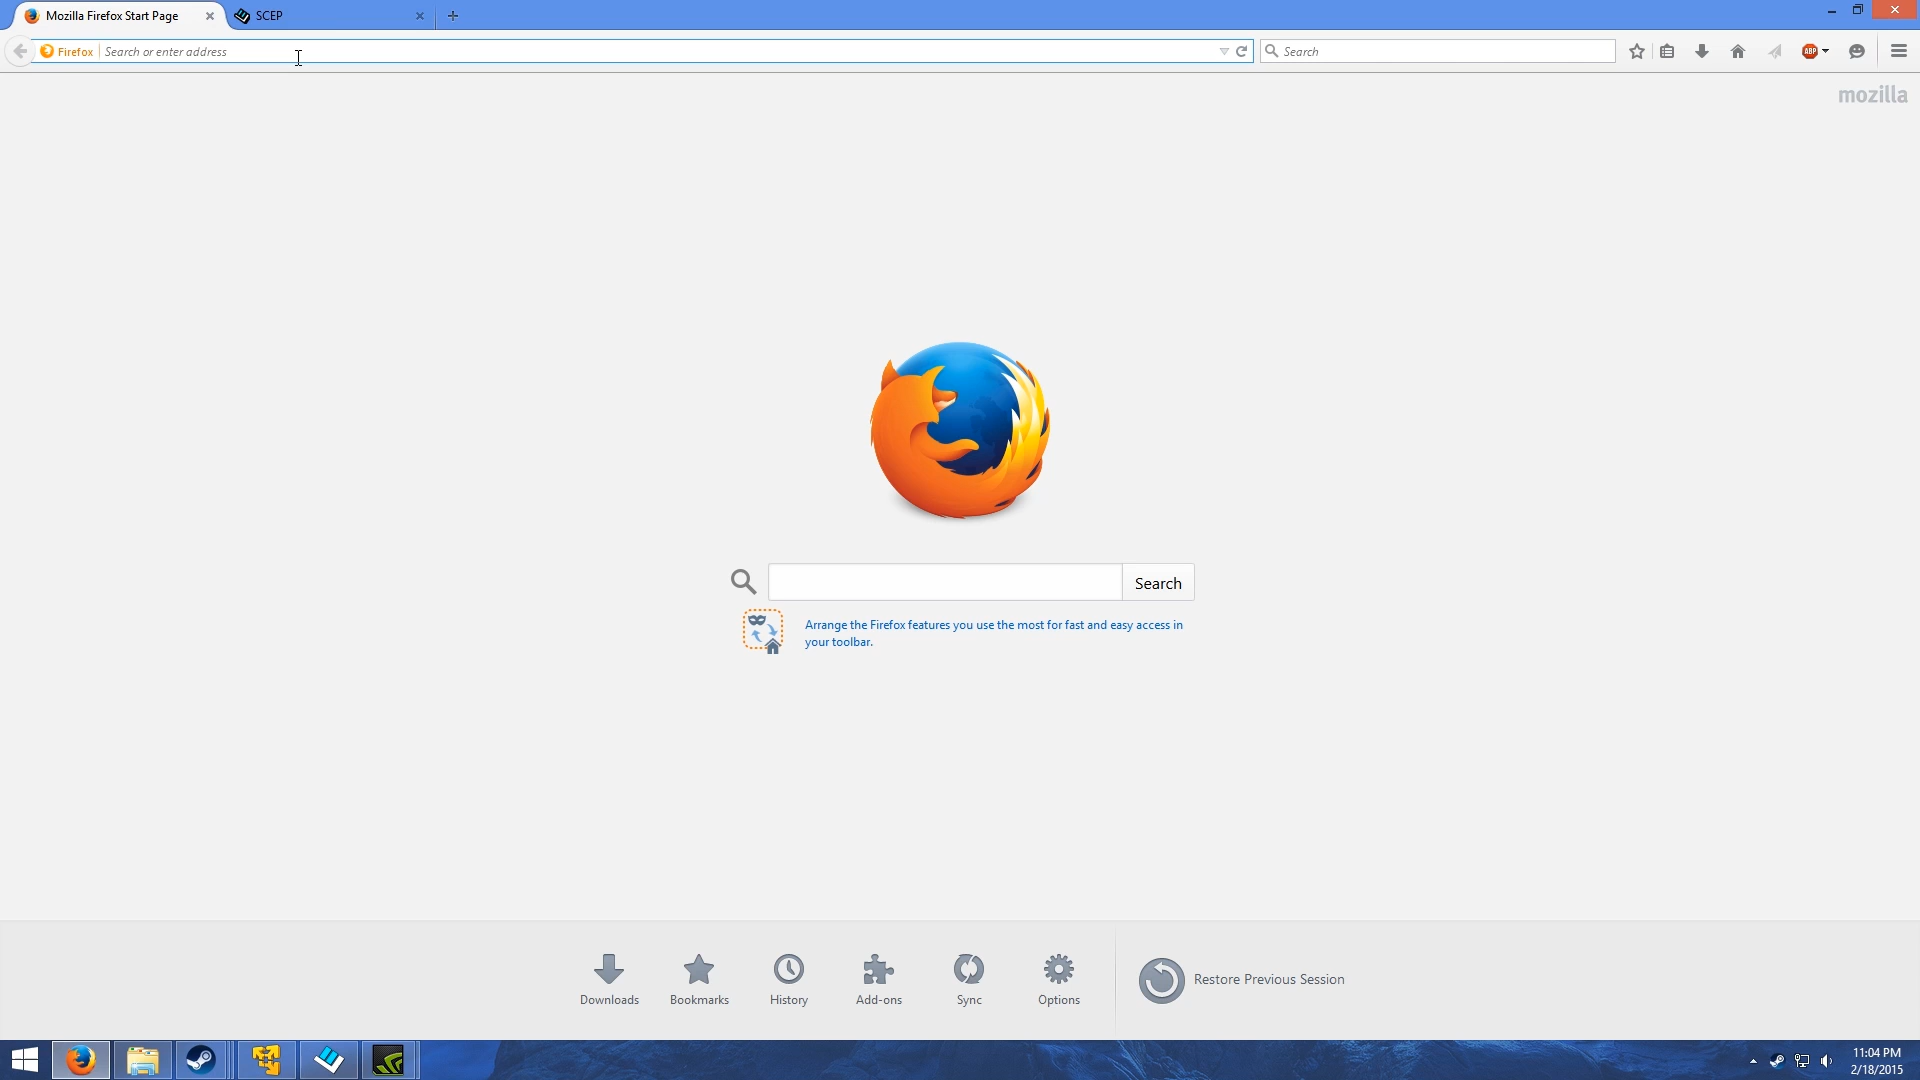 Mozilla Firefox Start Page
SCEP
Firefox
Search or enter address
Search
ABP
mozilla
Search
Arrange the Firefox features you use the most for fast and easy access in
your toolbar.
Downloads
Bookmarks
History
Add-ons
Sync
Options
Restore Previous Session
11:04 PM
2/18/2015